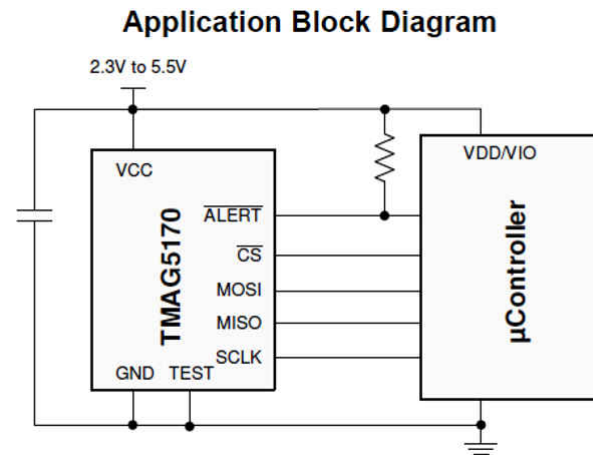 Application Block Diagram
2.3V to 5.5V
VCC
VDD/VIO
TMAG5170
ALERT
CS
MOSI
MISO
SCLK
GND TEST
µController